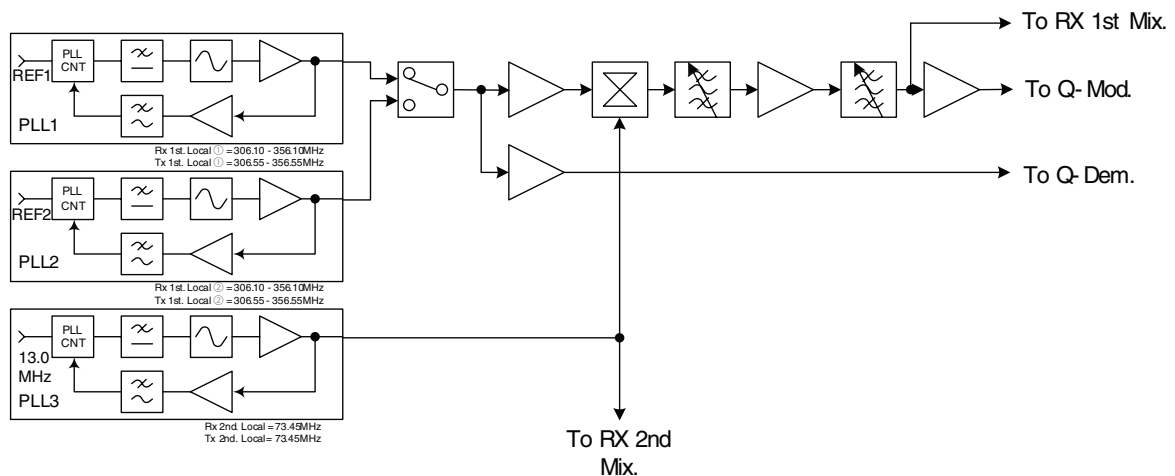 To RX 1st Mix.
REF1
PLL
CNT
PLL1
To Q-Mod.
Rx 1st. Local ① = 306.10 - 356.10MHz
Tx 1st. Local ① = 306.55 - 356.55MHz
To Q-Dem.
REF2
PLL
CNT
PLL2
Rx 1st. Local ② = 306.10 - 356.10MHz
Tx 1st. Local ② = 306.55 - 356.55MHz
PLL
CNT
13.0
MHz
PLL3
Rx 2nd. Local = 73.45MHz
Tx 2nd. Local = 73.45MHz
To RX 2nd
Mix.